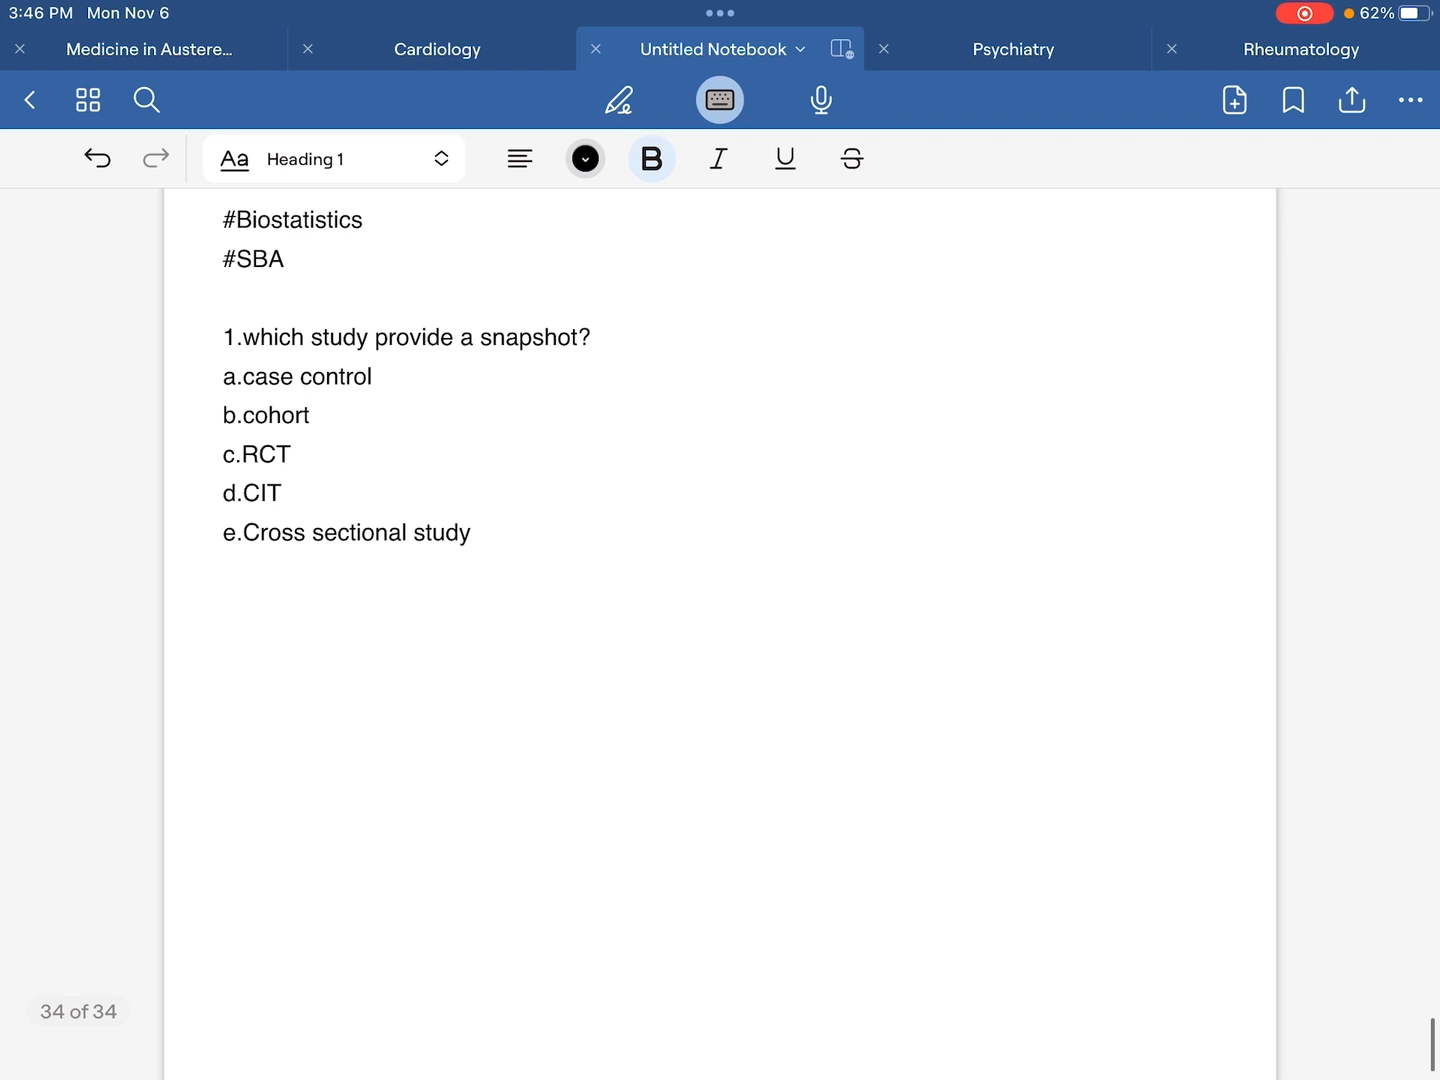 3:46 PM Mon Nov 6
62%
Medicine in Austere...
Cardiology
Untitled Notebook
Psychiatry
Rheumatology
Aa Heading 1
B I U S
#Biostatistics
#SBA
1.which study provide a snapshot?
a.case control
b.cohort
c.RCT
d.CIT
e.Cross sectional study
34 of 34